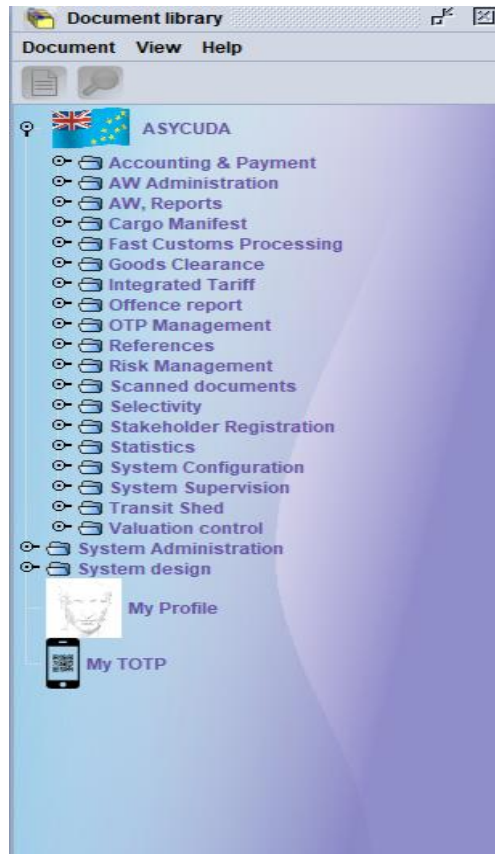 Document library
Document View Help
ASYCUDA
Accounting & Payment
AW Administration
AW, Reports
Cargo Manifest
Fast Customs Processing
Goods Clearance
Integrated Tariff
Offence report
OTP Management
References
Risk Management
Scanned documents
Selectivity
Stakeholder Registration
Statistics
System Configuration
System Supervision
Transit Shed
Valuation control
System Administration
System design
My Profile
My TOTP